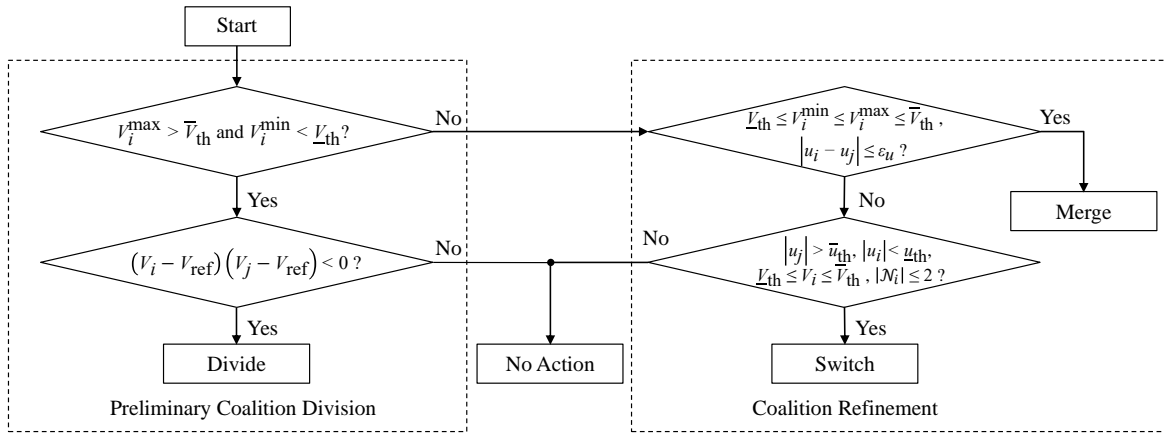 Start
V_i^max > V̅_th and V_i^min < V̲_th?
No
Yes
(V_i − V_ref)(V_j − V_ref) < 0 ?
No
Yes
Divide
Preliminary Coalition Division
No Action
V̲_th ≤ V_i^min ≤ V_i^max ≤ V̅_th ,
|u_i − u_j| ≤ ε_u ?
Yes
Merge
No
|u_j| > u̅_th, |u_i| < u̲_th,
V̲_th ≤ V_i ≤ V̅_th , |𝒩_i| ≤ 2 ?
No
Yes
Switch
Coalition Refinement